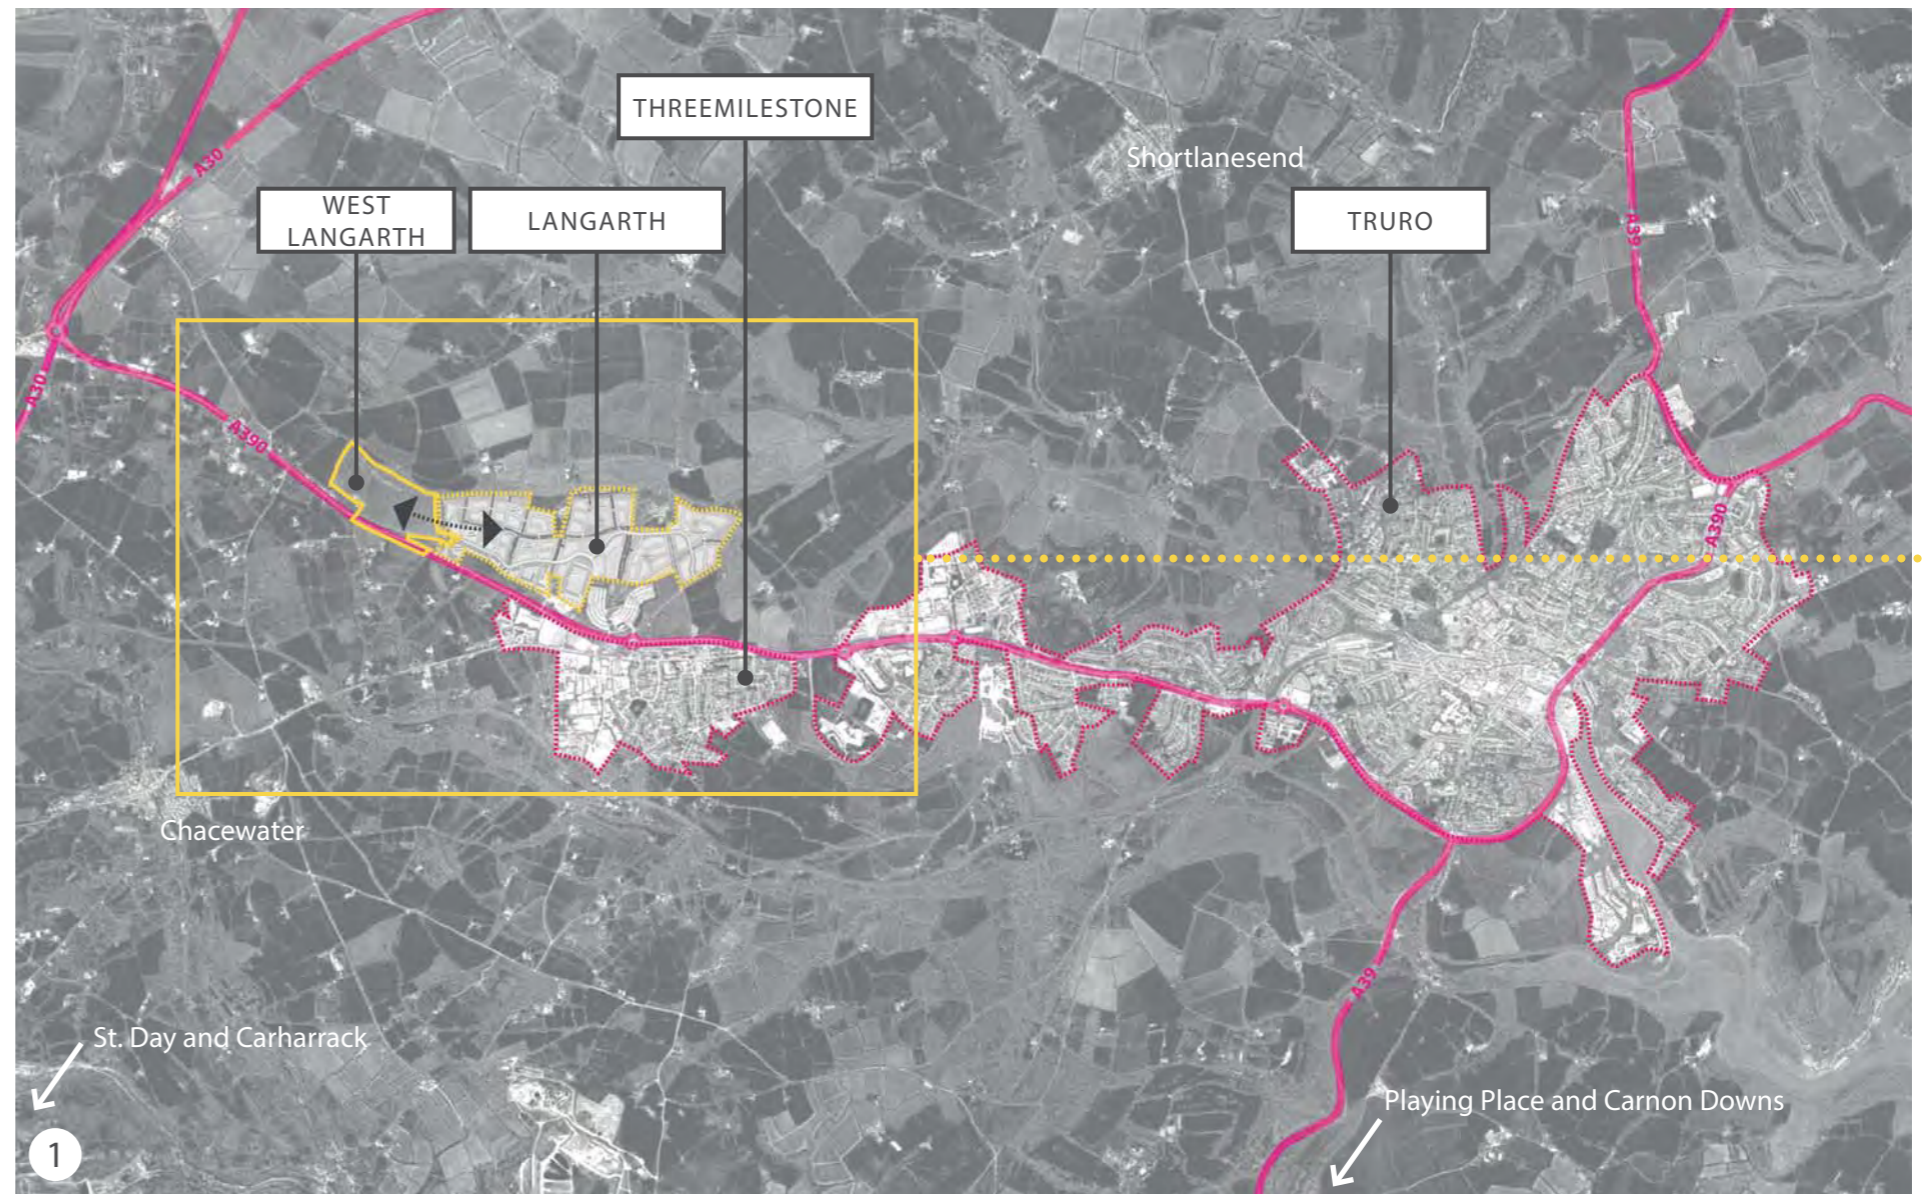 THREEMILESTONE
Shortlanesend
A30
WEST
LANGARTH
LANGARTH
TRURO
A39
A30
A390
A390
Chacewater
A39
St. Day and Carharrack
Playing Place and Carnon Downs
1